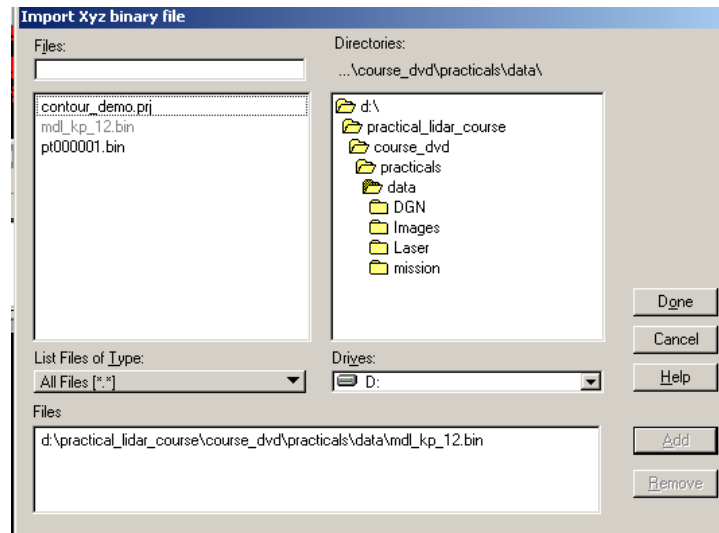 Import Xyz binary file
Files:
Directories:
...\course_dvd\practicals\data\
contour_demo.prj
mdl_kp_12.bin
pt000001.bin
d:\
practical_lidar_course
course_dvd
practicals
data
DGN
Images
Laser
mission
Done
Cancel
List Files of Type:
Drives:
All Files [*.*]
D:
Help
Files
d:\practical_lidar_course\course_dvd\practicals\data\mdl_kp_12.bin
Add
Remove